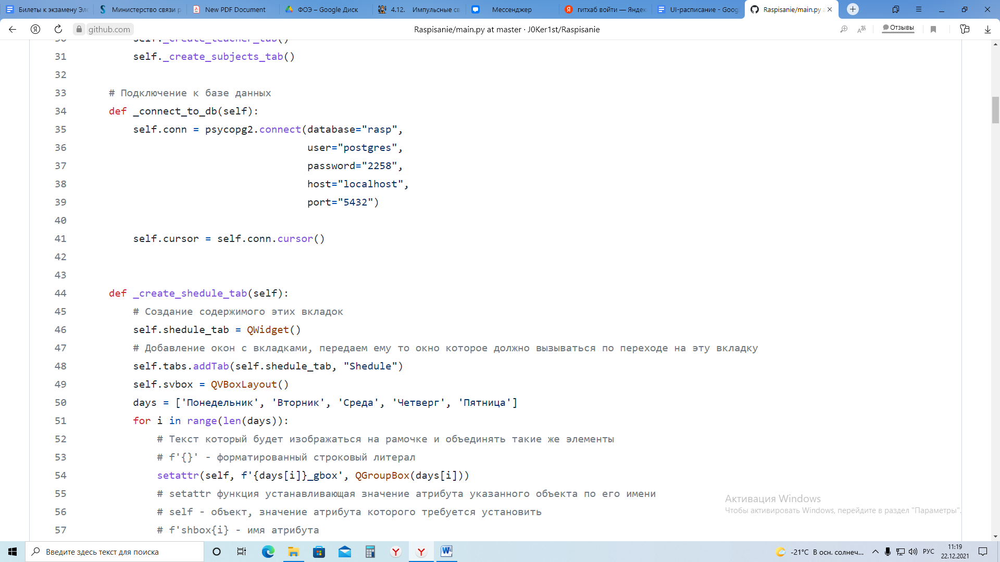 Билеты к экзамену Эле
Министерство связи р
New PDF Document
ФОЭ – Google Диск
4.12. Импульсные св
Мессенджер
гитхаб войти — Яндек
UI-расписание - Goog
Raspisanie/main.py a
github.com
Raspisanie/main.py at master · J0Ker1st/Raspisanie
Отзывы
30 self._create_teacher_tab()
31 self._create_subjects_tab()
32
33 # Подключение к базе данных
34 def _connect_to_db(self):
35 self.conn = psycopg2.connect(database="rasp",
36 user="postgres",
37 password="2258",
38 host="localhost",
39 port="5432")
40
41 self.cursor = self.conn.cursor()
42
43
44 def _create_shedule_tab(self):
45 # Создание содержимого этих вкладок
46 self.shedule_tab = QWidget()
47 # Добавление окон с вкладками, передаем ему то окно которое должно вызываться по переходе на эту вкладку
48 self.tabs.addTab(self.shedule_tab, "Shedule")
49 self.svbox = QVBoxLayout()
50 days = ['Понедельник', 'Вторник', 'Среда', 'Четверг', 'Пятница']
51 for i in range(len(days)):
52 # Текст который будет изображаться на рамочке и объединять такие же элементы
53 # f'{}' - форматированный строковый литерал
54 setattr(self, f'{days[i]}_gbox', QGroupBox(days[i]))
55 # setattr функция устанавливающая значение атрибута указанного объекта по его имени
56 # self - объект, значение атрибута которого требуется установить
57 # f'shbox{i} - имя атрибута
Активация Windows
Чтобы активировать Windows, перейдите в раздел "Параметры".
Введите здесь текст для поиска
-21°C В осн. солнеч...
РУС
11:19
22.12.2021